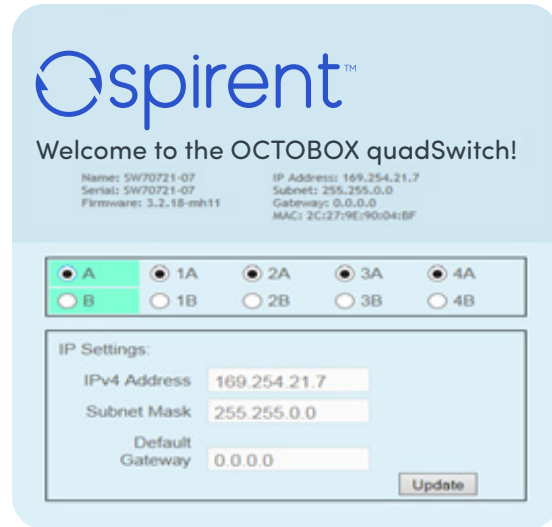 spirent™
Welcome to the OCTOBOX quadSwitch!
Name: SW70721-07 IP Address: 169.254.21.7
Serial: SW70721-07 Subnet: 255.255.0.0
Firmware: 3.2.18-mh11 Gateway: 0.0.0.0
MAC: 2C:27:9E:90:04:BF
A 1A 2A 3A 4A
B 1B 2B 3B 4B
IP Settings:
IPv4 Address 169.254.21.7
Subnet Mask 255.255.0.0
Default
Gateway 0.0.0.0
Update